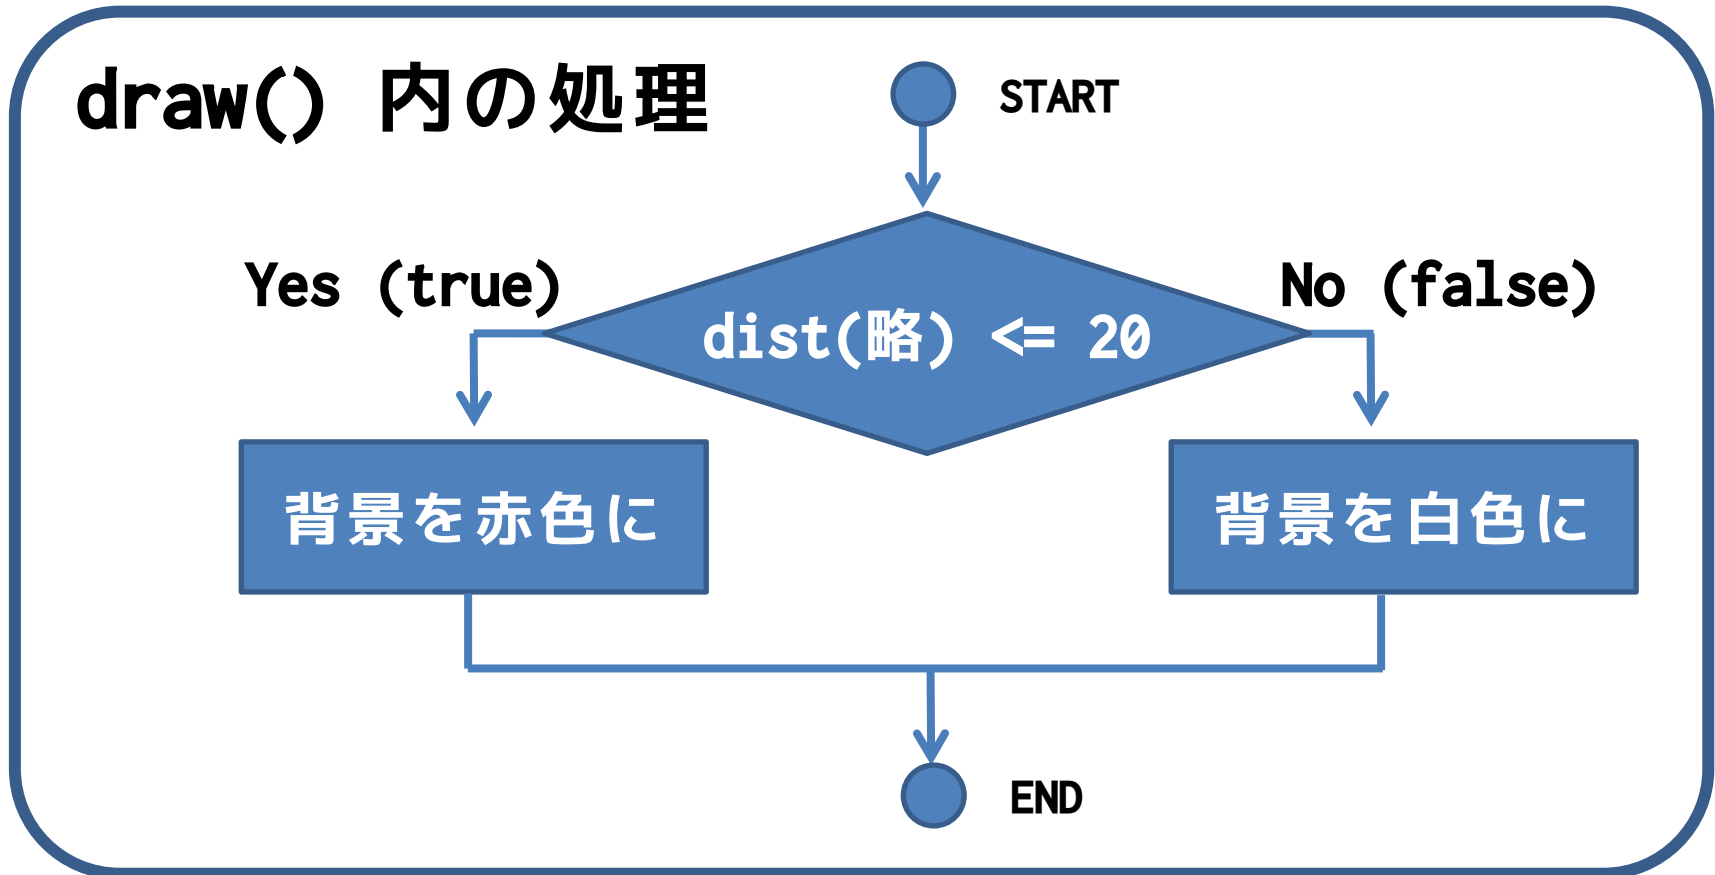 draw() 内の処理
START
Yes (true)
No (false)
dist(略) <= 20
背景を赤色に
背景を白色に
END